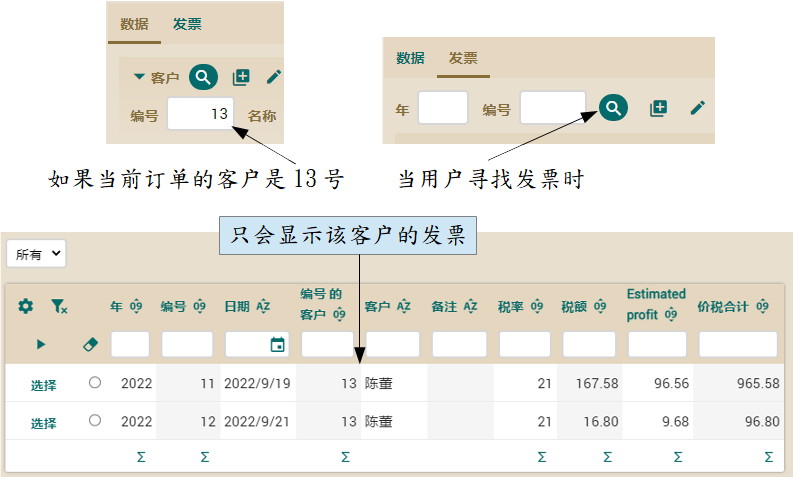 数据 发票
客户
编号 13 名称
数据 发票
年 编号
如果当前订单的客户是13号
当用户寻找发票时
只会显示该客户的发票
所有
年 09 编号 09 日期 AZ 编号 的 客户 09 客户 AZ 备注 AZ 税率 09 税额 09 Estimated profit 09 价税合计 09
选择 2022 11 2022/9/19 13 陈董 21 167.58 96.56 965.58
选择 2022 12 2022/9/21 13 陈董 21 16.80 9.68 96.80
Σ Σ Σ Σ Σ Σ Σ